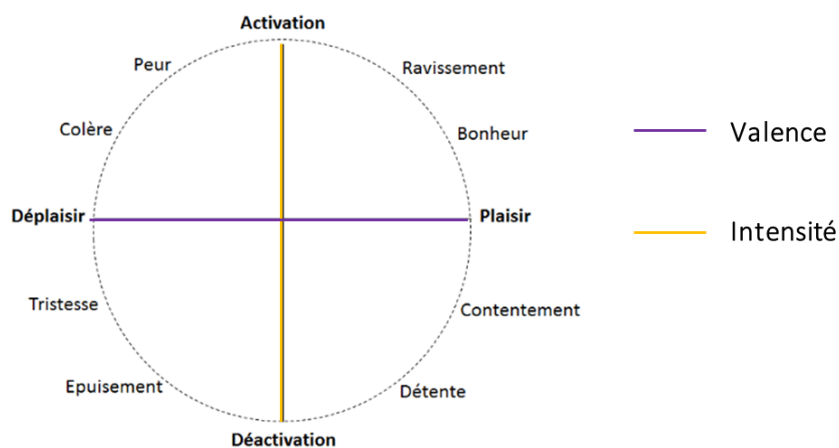 Activation
Peur
Ravissement
Colère
Bonheur
Valence
Déplaisir
Plaisir
Intensité
Tristesse
Contentement
Epuisement
Détente
Déactivation